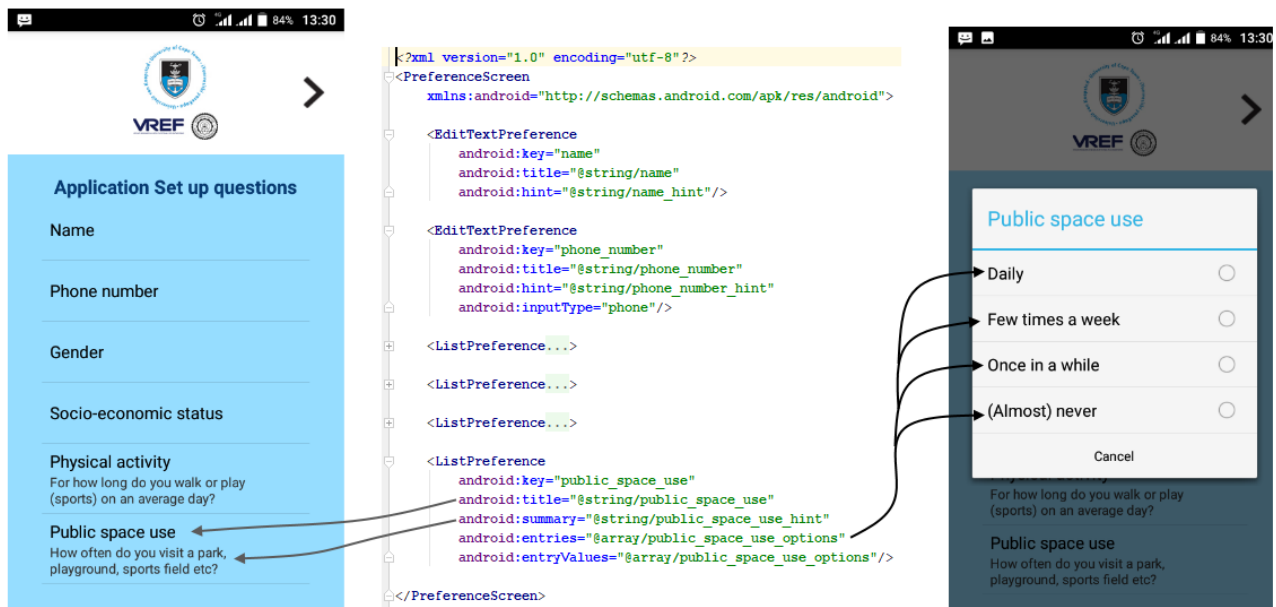 4G 84% 13:30
VREF
Application Set up questions
Name
Phone number
Gender
Socio-economic status
Physical activity
For how long do you walk or play
(sports) on an average day?
Public space use
How often do you visit a park,
playground, sports field etc?
<?xml version="1.0" encoding="utf-8"?>
<PreferenceScreen
xmlns:android="http://schemas.android.com/apk/res/android">
<EditTextPreference
android:key="name"
android:title="@string/name"
android:hint="@string/name_hint"/>
<EditTextPreference
android:key="phone_number"
android:title="@string/phone_number"
android:hint="@string/phone_number_hint"
android:inputType="phone"/>
<ListPreference...>
<ListPreference...>
<ListPreference...>
<ListPreference
android:key="public_space_use"
android:title="@string/public_space_use"
android:summary="@string/public_space_use_hint"
android:entries="@array/public_space_use_options"
android:entryValues="@array/public_space_use_options"/>
</PreferenceScreen>
4G 84% 13:30
VREF
Public space use
Daily
Few times a week
Once in a while
(Almost) never
Cancel
For how long do you walk or play
(sports) on an average day?
Public space use
How often do you visit a park,
playground, sports field etc?